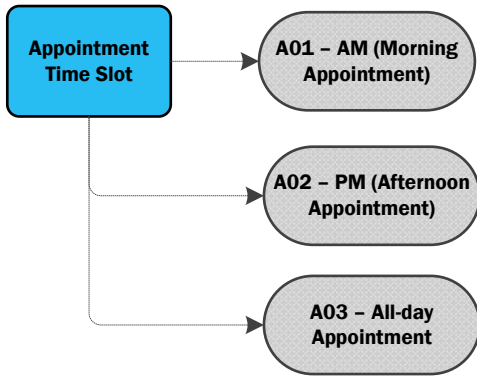 Appointment
Time Slot
A01 – AM (Morning
Appointment)
A02 – PM (Afternoon
Appointment)
A03 – All-day
Appointment